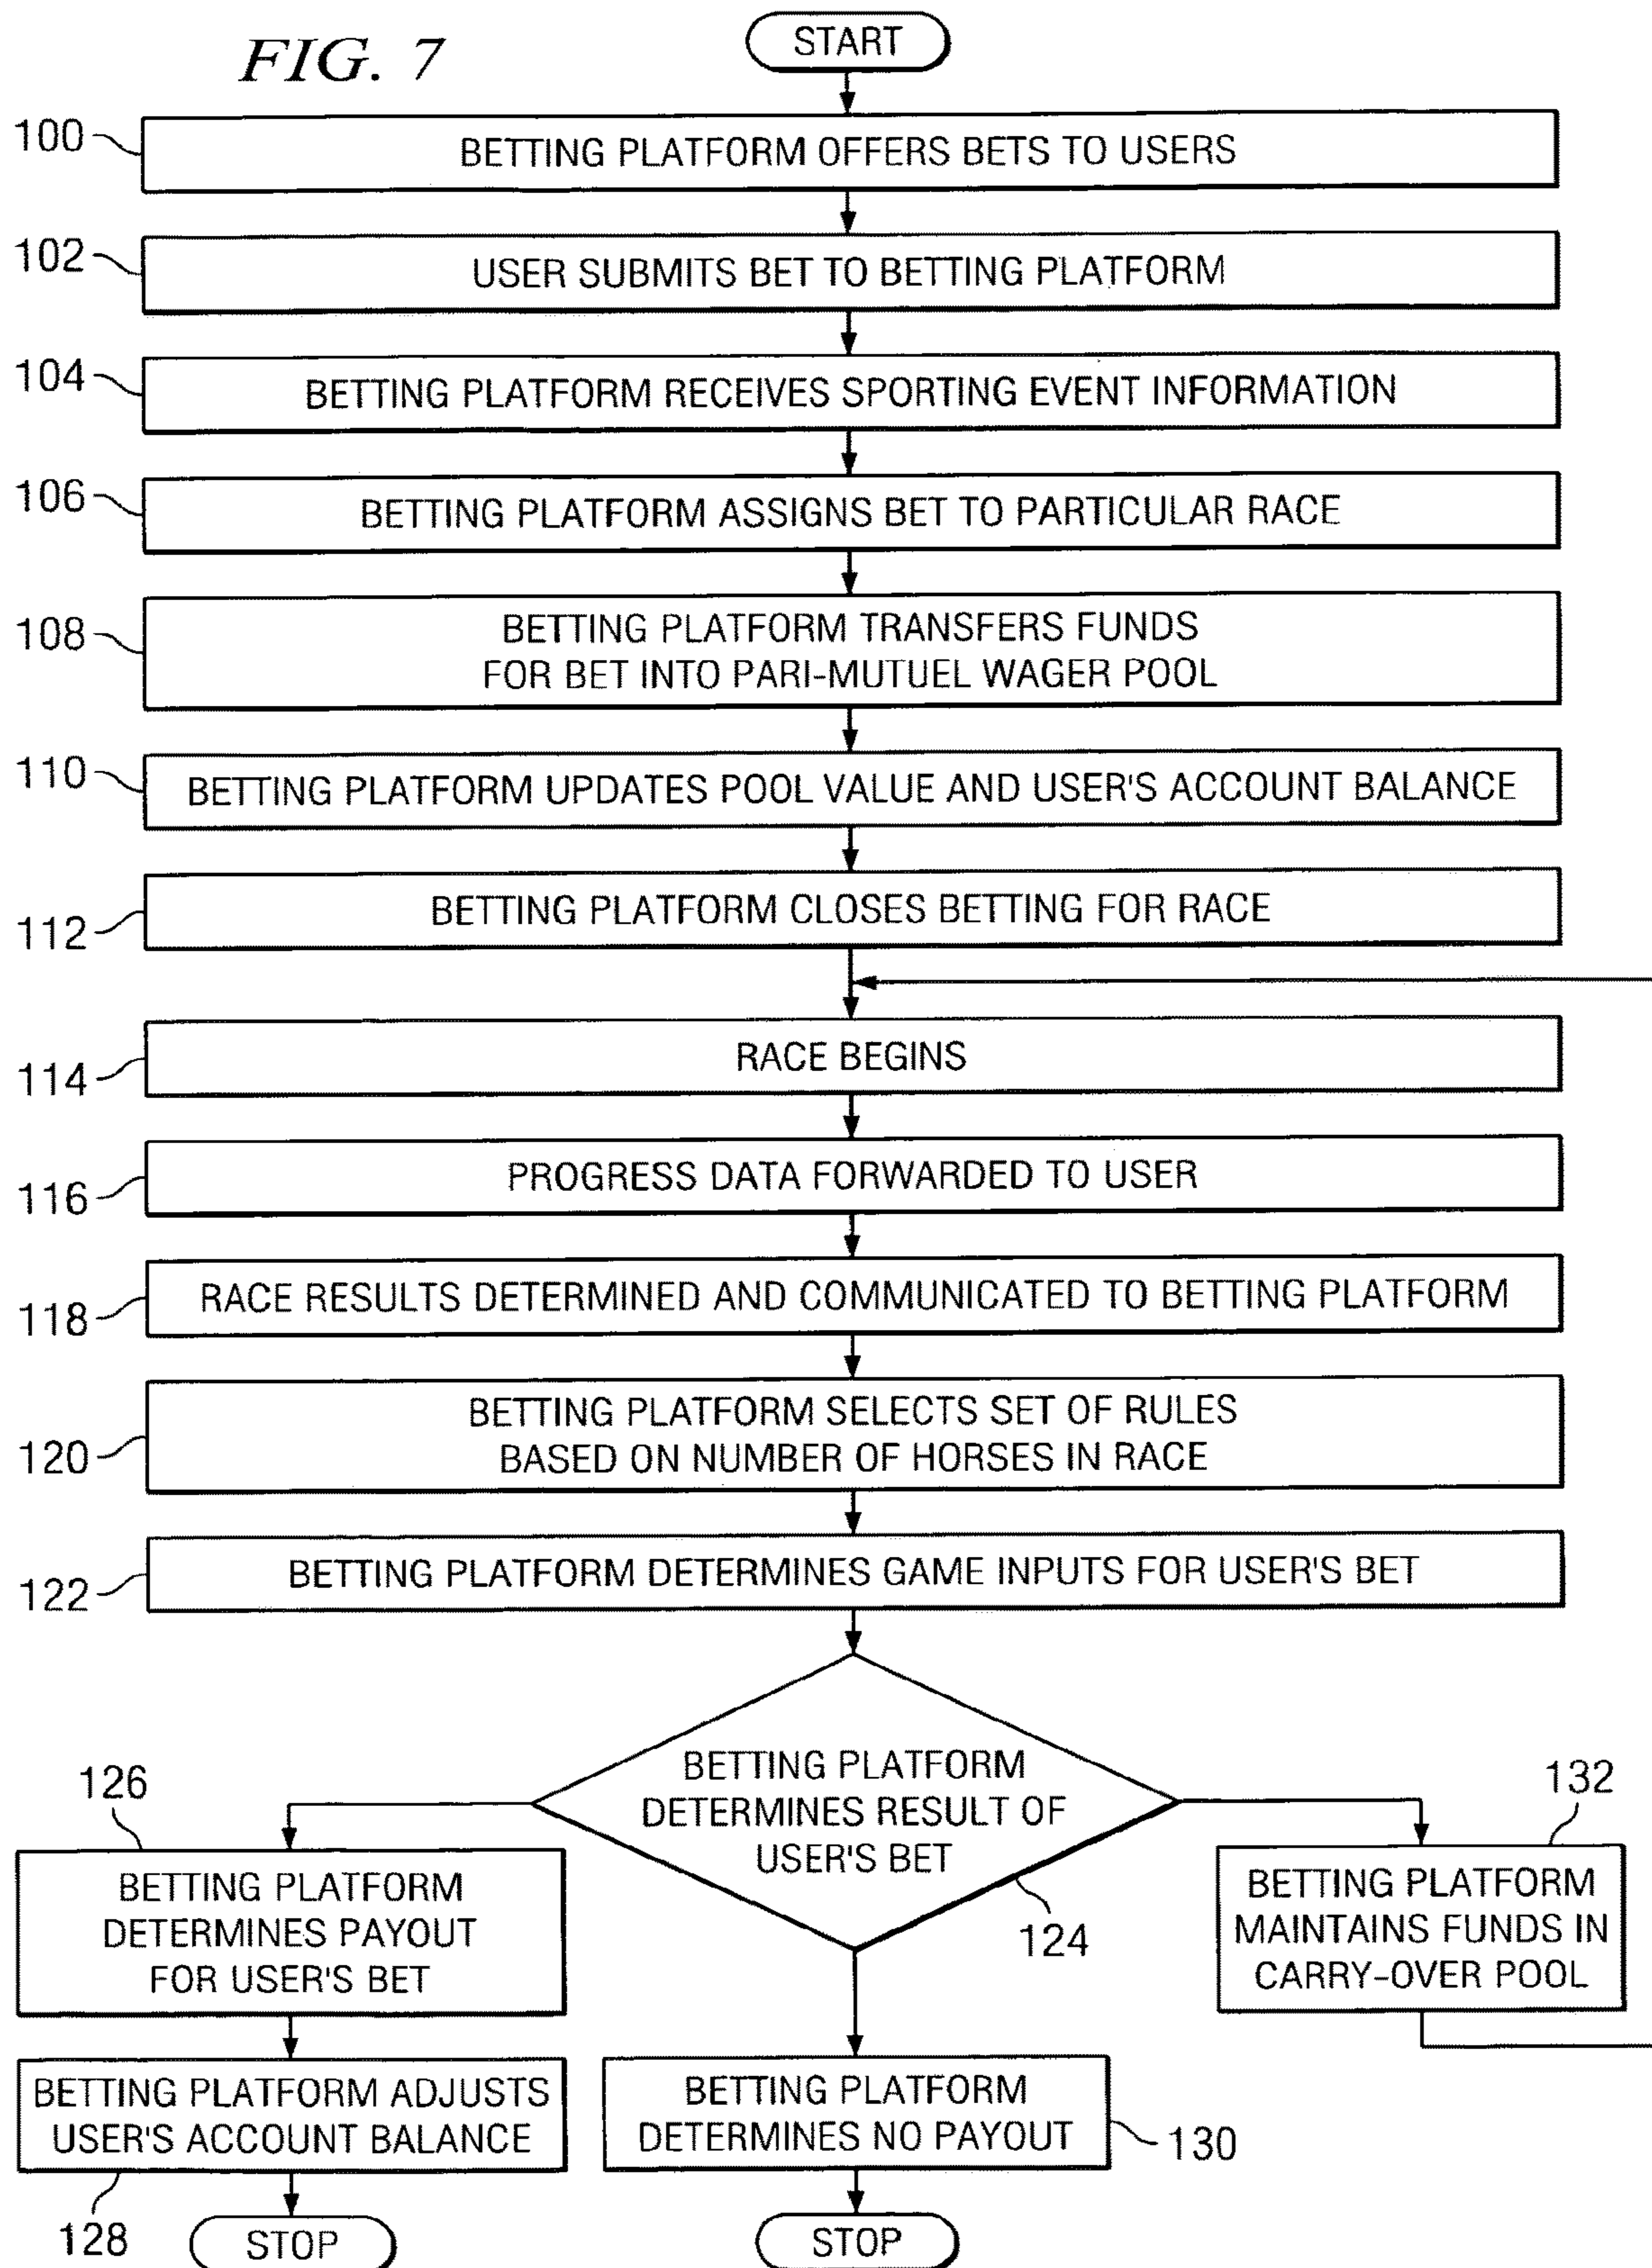 FIG. 7
START
100
BETTING PLATFORM OFFERS BETS TO USERS
102
USER SUBMITS BET TO BETTING PLATFORM
104
BETTING PLATFORM RECEIVES SPORTING EVENT INFORMATION
106
BETTING PLATFORM ASSIGNS BET TO PARTICULAR RACE
108
BETTING PLATFORM TRANSFERS FUNDS
FOR BET INTO PARI-MUTUEL WAGER POOL
110
BETTING PLATFORM UPDATES POOL VALUE AND USER'S ACCOUNT BALANCE
112
BETTING PLATFORM CLOSES BETTING FOR RACE
114
RACE BEGINS
116
PROGRESS DATA FORWARDED TO USER
118
RACE RESULTS DETERMINED AND COMMUNICATED TO BETTING PLATFORM
120
BETTING PLATFORM SELECTS SET OF RULES
BASED ON NUMBER OF HORSES IN RACE
122
BETTING PLATFORM DETERMINES GAME INPUTS FOR USER'S BET
BETTING PLATFORM
DETERMINES RESULT OF
USER'S BET
124
126
BETTING PLATFORM
DETERMINES PAYOUT
FOR USER'S BET
132
BETTING PLATFORM
MAINTAINS FUNDS IN
CARRY-OVER POOL
BETTING PLATFORM ADJUSTS
USER'S ACCOUNT BALANCE
128
STOP
BETTING PLATFORM
DETERMINES NO PAYOUT
130
STOP